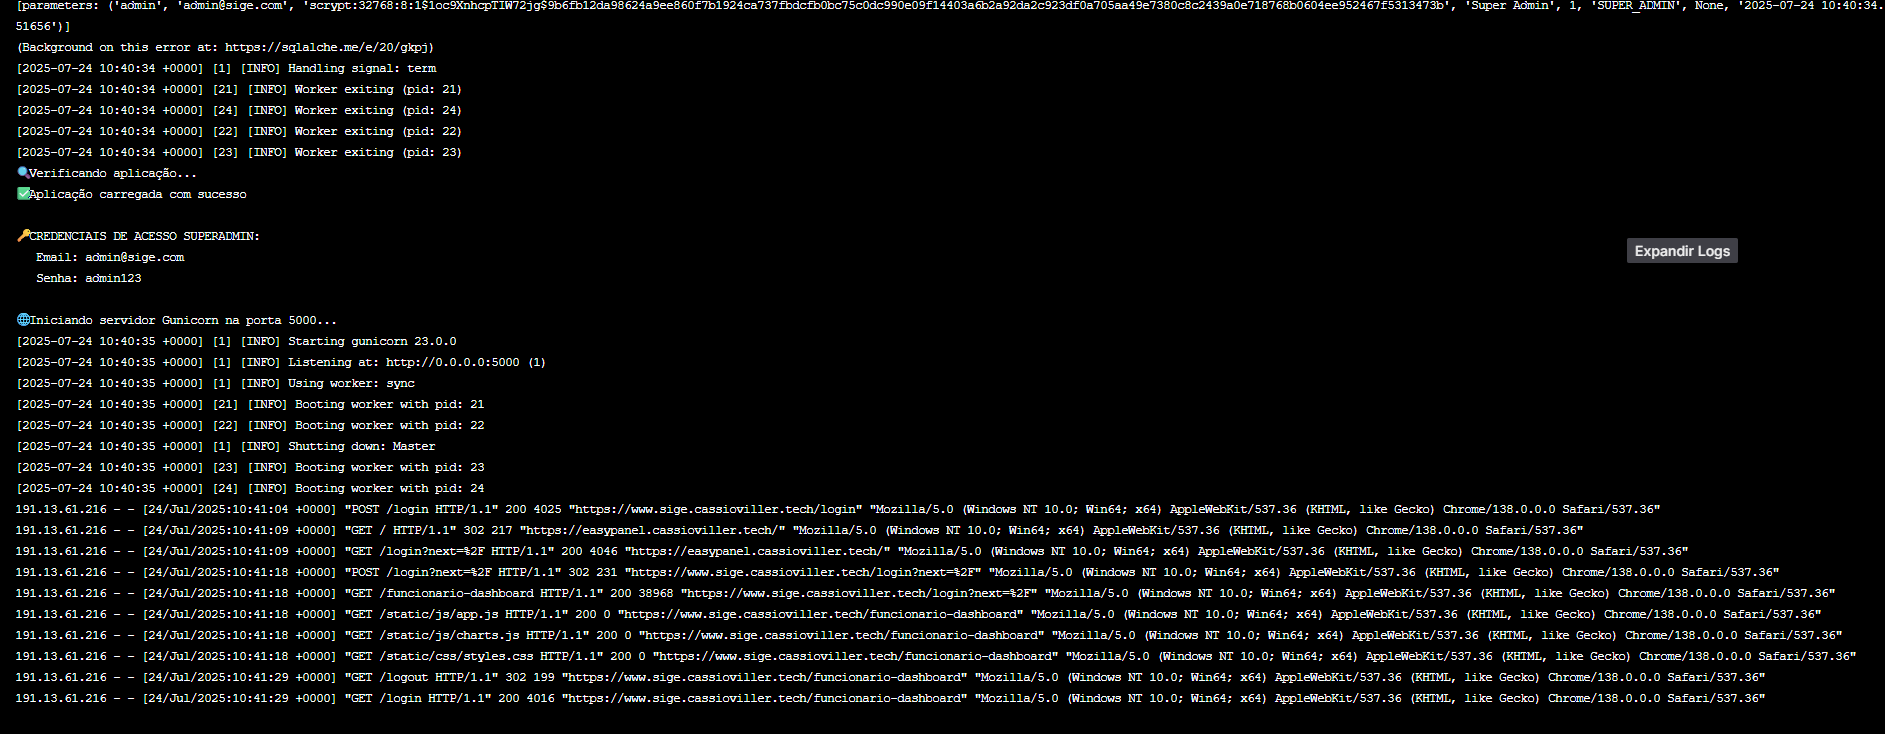 [parameters: ('admin', 'admin@sige.com', 'scrypt:32768:8:1$1oc9XnhcpTIW72jg$9b6fb12da98624a9ee860f7b1924ca737fbdcfb0bc75c0dc990e09f14403a6b2a92da2c923df0a705aa49e7380c8c2439a0e718768b0604ee952467f5313473b', 'Super Admin', 1, 'SUPER_ADMIN', None, '2025-07-24 10:40:34.
51656')]
(Background on this error at: https://sqlalche.me/e/20/gkpj)
[2025-07-24 10:40:34 +0000] [1] [INFO] Handling signal: term
[2025-07-24 10:40:34 +0000] [21] [INFO] Worker exiting (pid: 21)
[2025-07-24 10:40:34 +0000] [24] [INFO] Worker exiting (pid: 24)
[2025-07-24 10:40:34 +0000] [22] [INFO] Worker exiting (pid: 22)
[2025-07-24 10:40:34 +0000] [23] [INFO] Worker exiting (pid: 23)
🔍Verificando aplicação...
✅Aplicação carregada com sucesso
🔑CREDENCIAIS DE ACESSO SUPERADMIN:
Email: admin@sige.com
Expandir Logs
Senha: admin123
🌐Iniciando servidor Gunicorn na porta 5000...
[2025-07-24 10:40:35 +0000] [1] [INFO] Starting gunicorn 23.0.0
[2025-07-24 10:40:35 +0000] [1] [INFO] Listening at: http://0.0.0.0:5000 (1)
[2025-07-24 10:40:35 +0000] [1] [INFO] Using worker: sync
[2025-07-24 10:40:35 +0000] [21] [INFO] Booting worker with pid: 21
[2025-07-24 10:40:35 +0000] [22] [INFO] Booting worker with pid: 22
[2025-07-24 10:40:35 +0000] [1] [INFO] Shutting down: Master
[2025-07-24 10:40:35 +0000] [23] [INFO] Booting worker with pid: 23
[2025-07-24 10:40:35 +0000] [24] [INFO] Booting worker with pid: 24
191.13.61.216 - - [24/Jul/2025:10:41:04 +0000] "POST /login HTTP/1.1" 200 4025 "https://www.sige.cassioviller.tech/login" "Mozilla/5.0 (Windows NT 10.0; Win64; x64) AppleWebKit/537.36 (KHTML, like Gecko) Chrome/138.0.0.0 Safari/537.36"
191.13.61.216 - - [24/Jul/2025:10:41:09 +0000] "GET / HTTP/1.1" 302 217 "https://easypanel.cassioviller.tech/" "Mozilla/5.0 (Windows NT 10.0; Win64; x64) AppleWebKit/537.36 (KHTML, like Gecko) Chrome/138.0.0.0 Safari/537.36"
191.13.61.216 - - [24/Jul/2025:10:41:09 +0000] "GET /login?next=%2F HTTP/1.1" 200 4046 "https://easypanel.cassioviller.tech/" "Mozilla/5.0 (Windows NT 10.0; Win64; x64) AppleWebKit/537.36 (KHTML, like Gecko) Chrome/138.0.0.0 Safari/537.36"
191.13.61.216 - - [24/Jul/2025:10:41:18 +0000] "POST /login?next=%2F HTTP/1.1" 302 231 "https://www.sige.cassioviller.tech/login?next=%2F" "Mozilla/5.0 (Windows NT 10.0; Win64; x64) AppleWebKit/537.36 (KHTML, like Gecko) Chrome/138.0.0.0 Safari/537.36"
191.13.61.216 - - [24/Jul/2025:10:41:18 +0000] "GET /funcionario-dashboard HTTP/1.1" 200 38968 "https://www.sige.cassioviller.tech/login?next=%2F" "Mozilla/5.0 (Windows NT 10.0; Win64; x64) AppleWebKit/537.36 (KHTML, like Gecko) Chrome/138.0.0.0 Safari/537.36"
191.13.61.216 - - [24/Jul/2025:10:41:18 +0000] "GET /static/js/app.js HTTP/1.1" 200 0 "https://www.sige.cassioviller.tech/funcionario-dashboard" "Mozilla/5.0 (Windows NT 10.0; Win64; x64) AppleWebKit/537.36 (KHTML, like Gecko) Chrome/138.0.0.0 Safari/537.36"
191.13.61.216 - - [24/Jul/2025:10:41:18 +0000] "GET /static/js/charts.js HTTP/1.1" 200 0 "https://www.sige.cassioviller.tech/funcionario-dashboard" "Mozilla/5.0 (Windows NT 10.0; Win64; x64) AppleWebKit/537.36 (KHTML, like Gecko) Chrome/138.0.0.0 Safari/537.36"
191.13.61.216 - - [24/Jul/2025:10:41:18 +0000] "GET /static/css/styles.css HTTP/1.1" 200 0 "https://www.sige.cassioviller.tech/funcionario-dashboard" "Mozilla/5.0 (Windows NT 10.0; Win64; x64) AppleWebKit/537.36 (KHTML, like Gecko) Chrome/138.0.0.0 Safari/537.36"
191.13.61.216 - - [24/Jul/2025:10:41:29 +0000] "GET /logout HTTP/1.1" 302 199 "https://www.sige.cassioviller.tech/funcionario-dashboard" "Mozilla/5.0 (Windows NT 10.0; Win64; x64) AppleWebKit/537.36 (KHTML, like Gecko) Chrome/138.0.0.0 Safari/537.36"
191.13.61.216 - - [24/Jul/2025:10:41:29 +0000] "GET /login HTTP/1.1" 200 4016 "https://www.sige.cassioviller.tech/funcionario-dashboard" "Mozilla/5.0 (Windows NT 10.0; Win64; x64) AppleWebKit/537.36 (KHTML, like Gecko) Chrome/138.0.0.0 Safari/537.36"